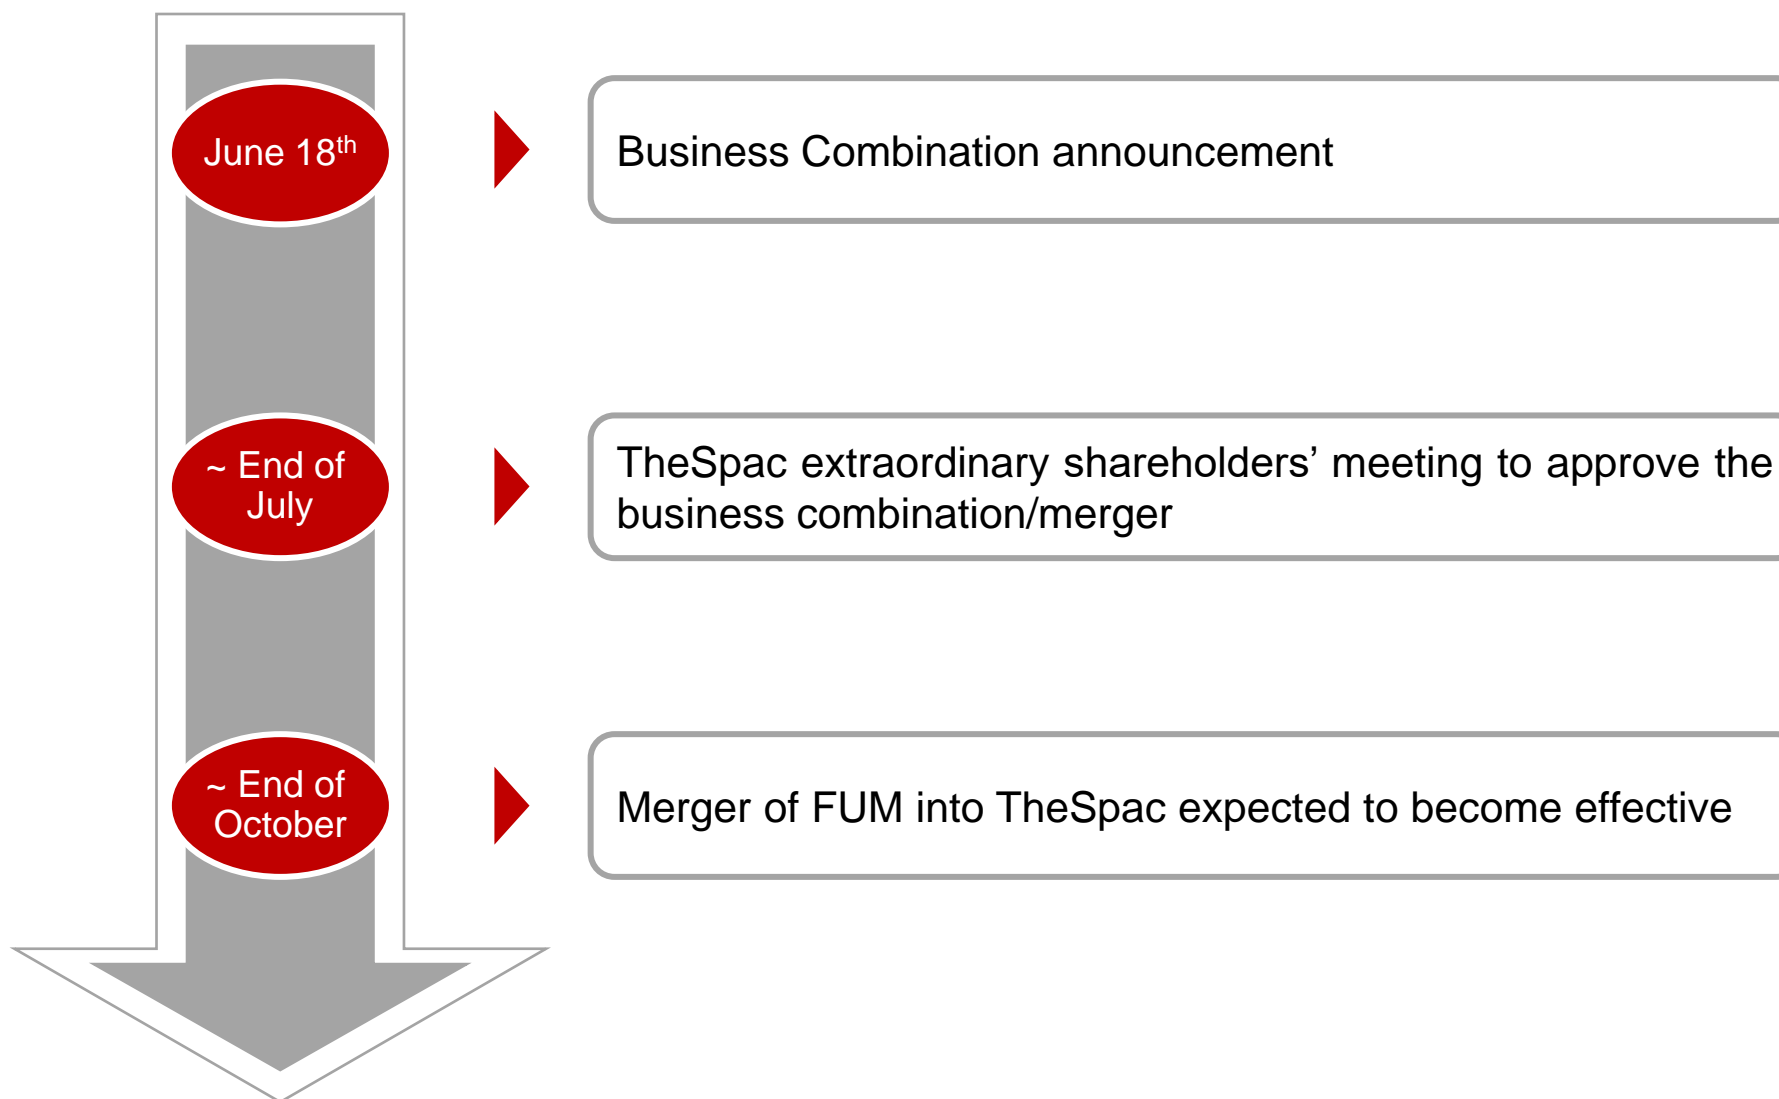 June 18th
Business Combination announcement
~ End of
July
TheSpac extraordinary shareholders’ meeting to approve the
business combination/merger
~ End of
October
Merger of FUM into TheSpac expected to become effective